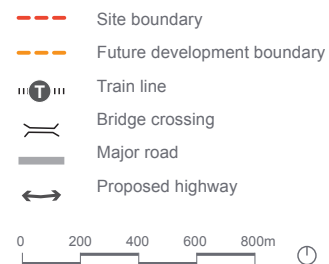 Site boundary
Future development boundary
T Train line
Bridge crossing
Major road
Proposed highway
0 200 400 600 800m